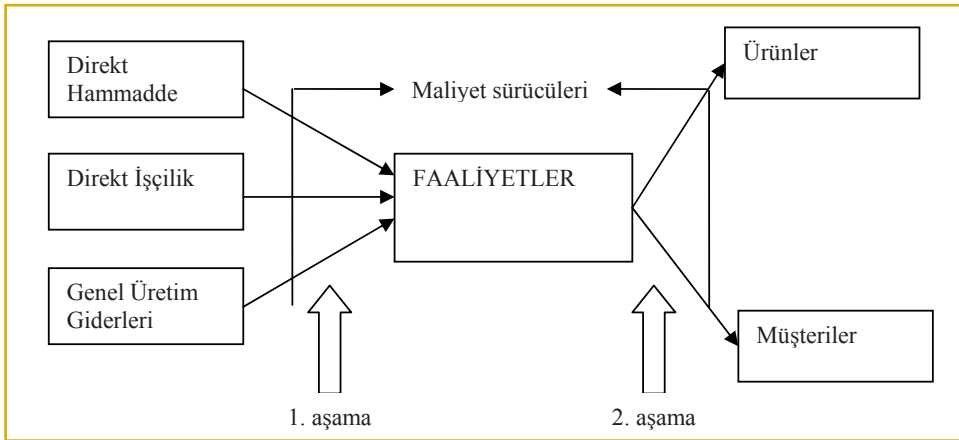 Direkt
Hammadde
Ürünler
Maliyet sürücüleri
Direkt İşçilik
FAALİYETLER
Genel Üretim
Giderleri
Müşteriler
1. aşama
2. aşama